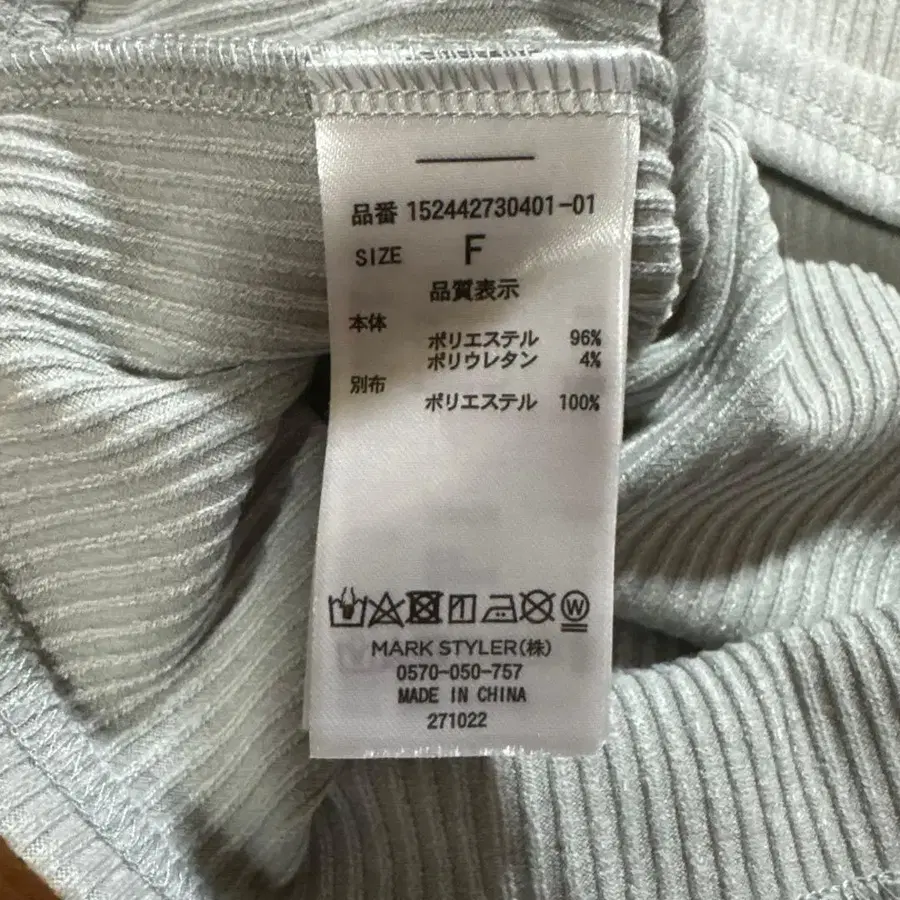 品番 152442730401-01
SIZE F
品質表示
本体
ポリエステル 96%
ポリウレタン 4%
別布
ポリエステル 100%
W
MARK STYLER(株)
0570-050-757
MADE IN CHINA
271022